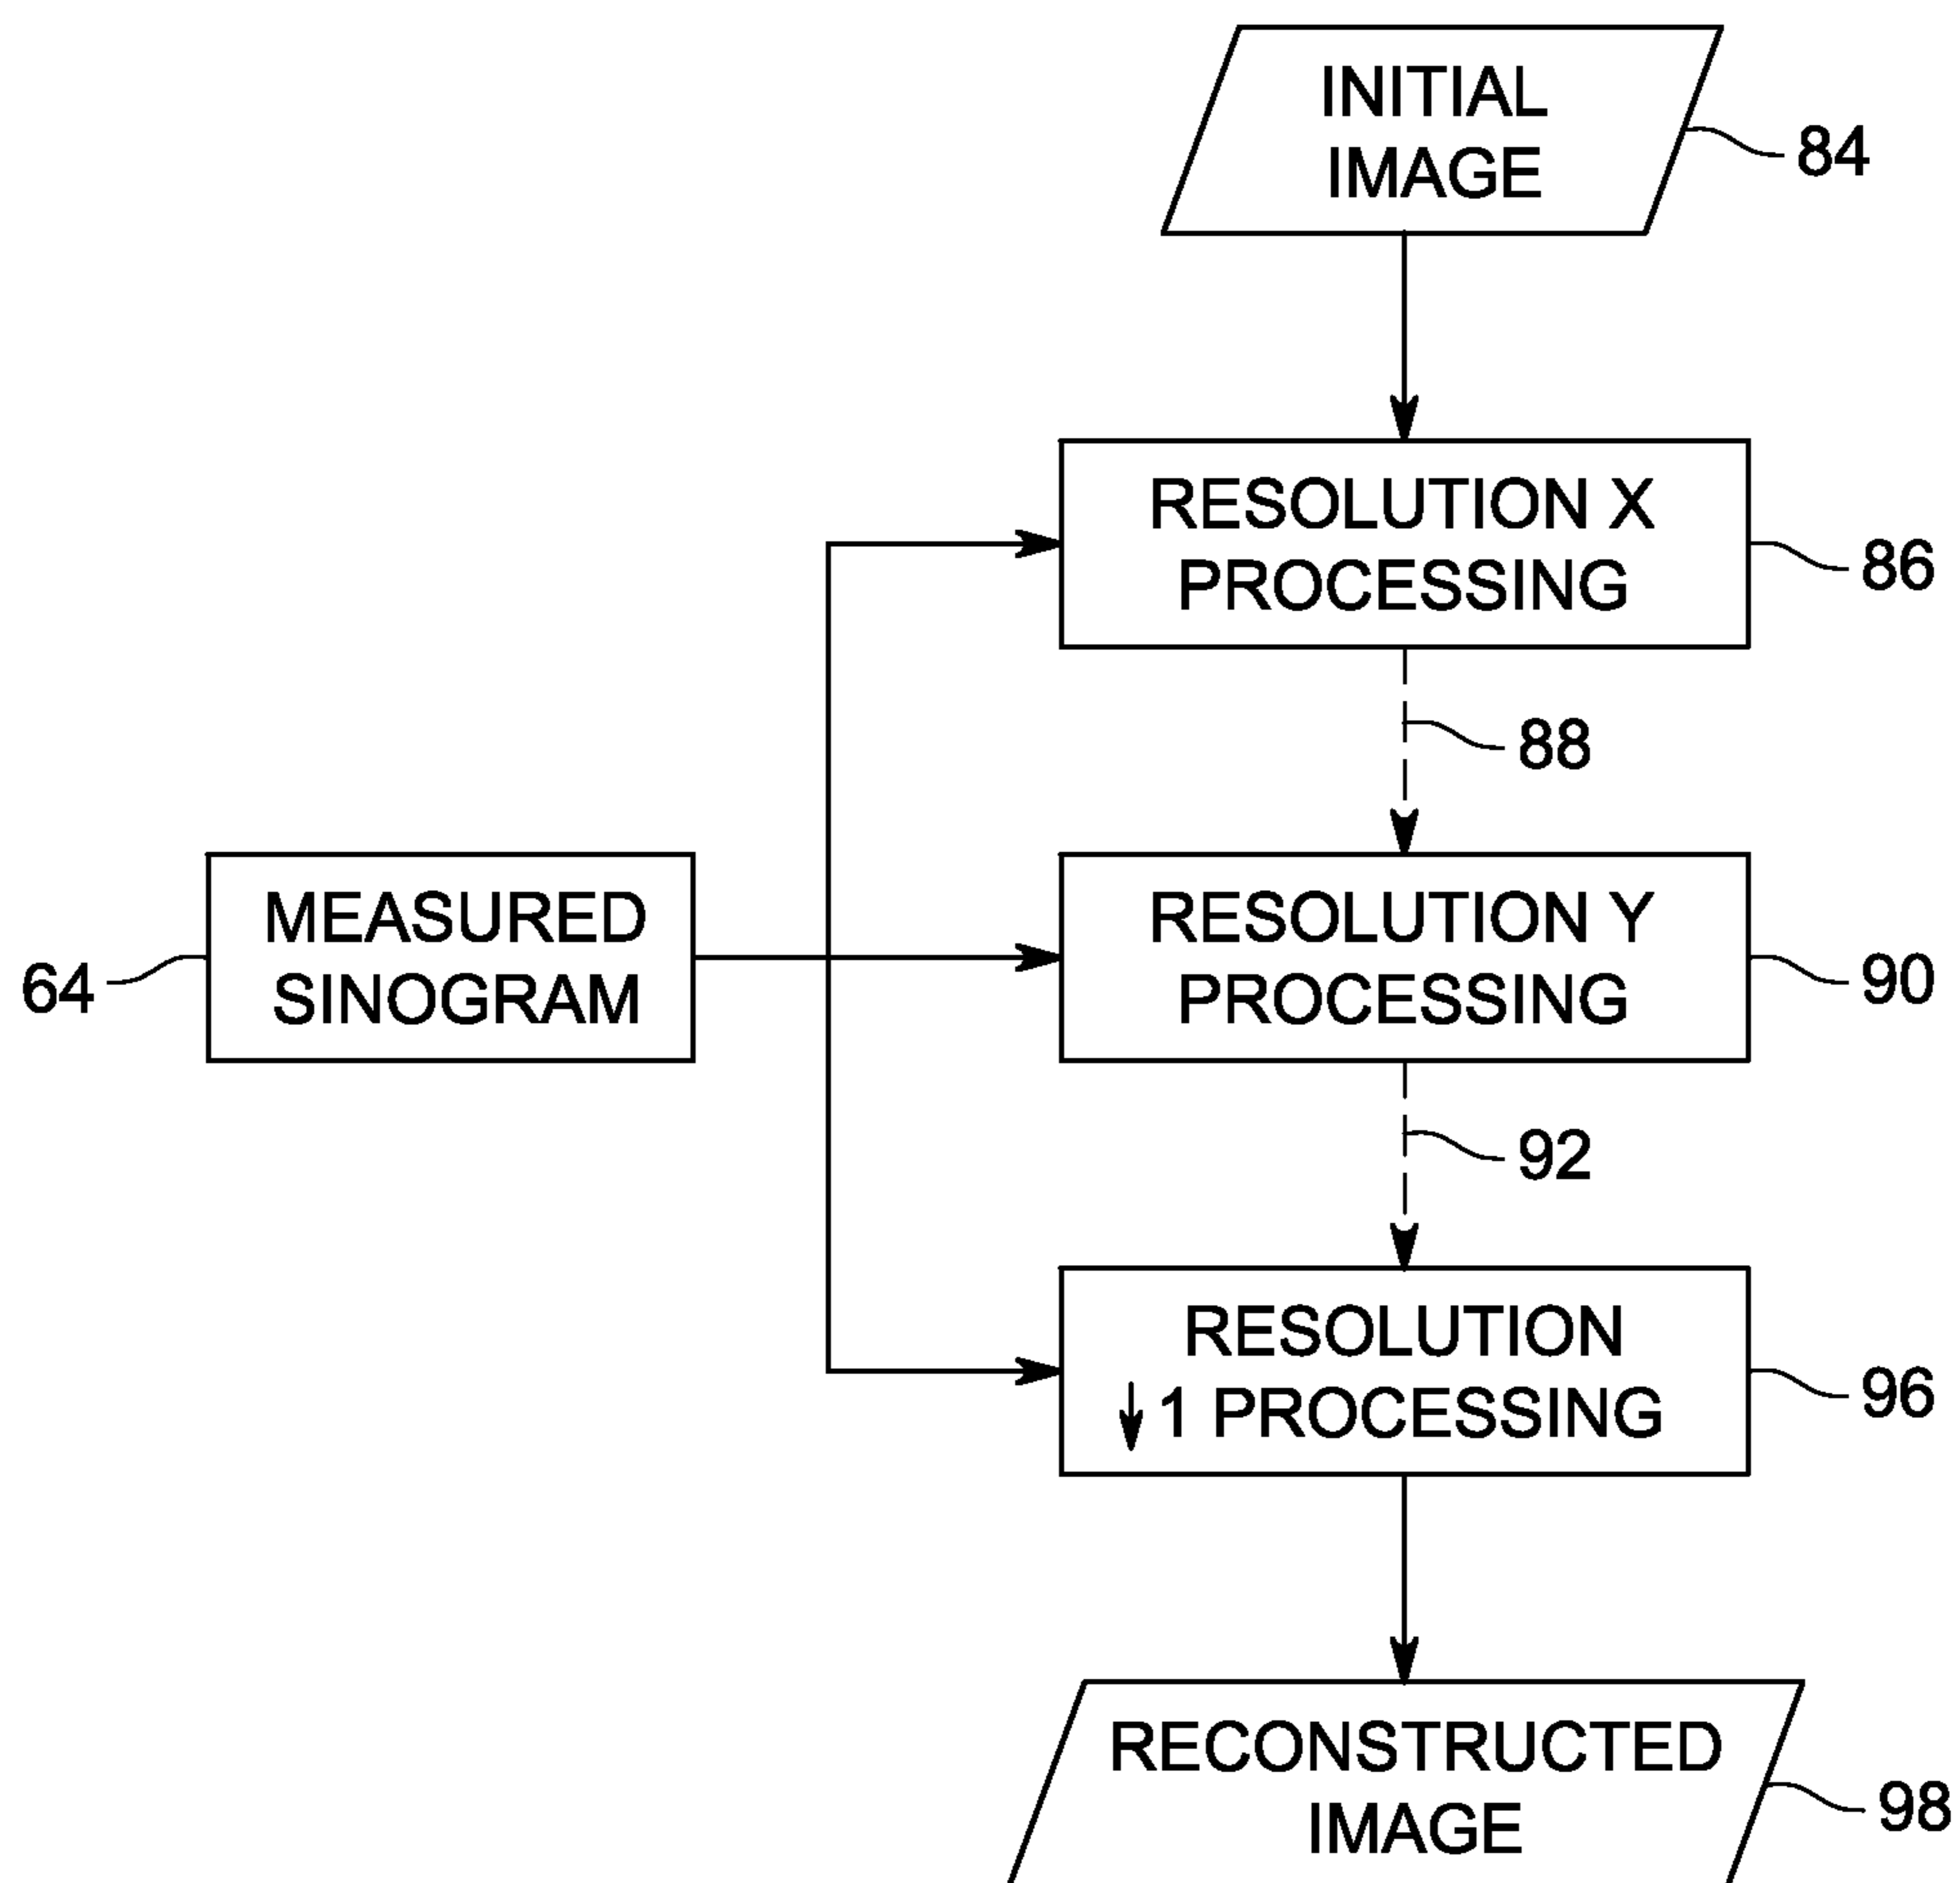 INITIAL
IMAGE
84
RESOLUTION X
PROCESSING
86
88
MEASURED
SINOGRAM
64
RESOLUTION Y
PROCESSING
90
92
RESOLUTION
↓ 1 PROCESSING
96
RECONSTRUCTED
IMAGE
98